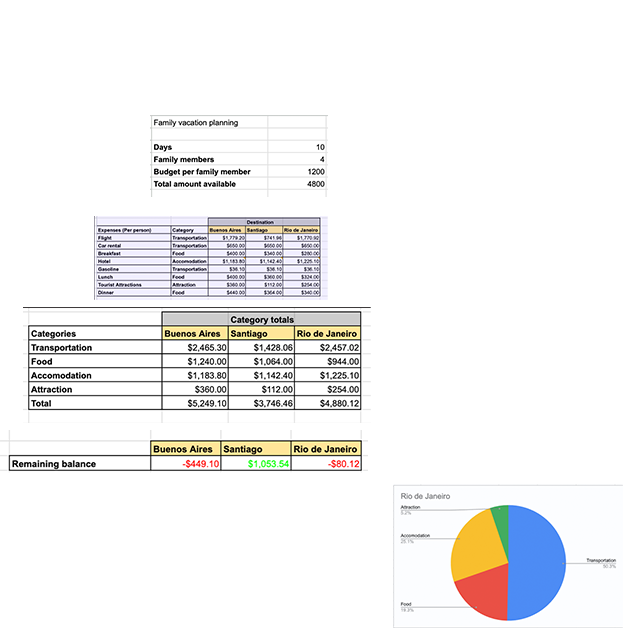 Family vacation planning
Days 10
Family members 4
Budget per family member 1200
Total amount available 4800
Destination
Expenses (Per person) Category Buenos Aires Santiago Rio de Janeiro
Flight Transportation $1,779.20 $741.96 $1,770.92
Car rental Transportation $650.00 $650.00 $650.00
Breakfast Food $400.00 $340.00 $280.00
Hotel Accomodation $1,183.80 $1,142.40 $1,225.10
Gasoline Transportation $36.10 $36.10 $36.10
Lunch Food $400.00 $360.00 $324.00
Tourist Attractions Attraction $360.00 $112.00 $254.00
Dinner Food $440.00 $364.00 $340.00
Category totals
Categories Buenos Aires Santiago Rio de Janeiro
Transportation $2,465.30 $1,428.06 $2,457.02
Food $1,240.00 $1,064.00 $944.00
Accomodation $1,183.80 $1,142.40 $1,225.10
Attraction $360.00 $112.00 $254.00
Total $5,249.10 $3,746.46 $4,880.12
Buenos Aires Santiago Rio de Janeiro
Remaining balance -$449.10 $1,053.54 -$80.12
Rio de Janeiro
Attraction
5.2%
Accomodation
25.1%
Transportation
50.3%
Food
19.3%